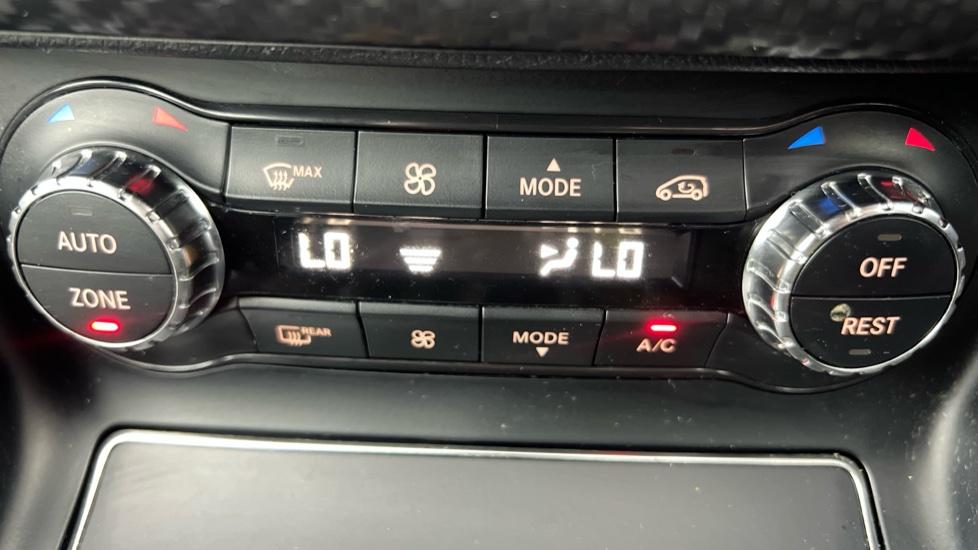 MAX
MODE
AUTO
ZONE
LO
LO
OFF
REST
REAR
MODE
A/C